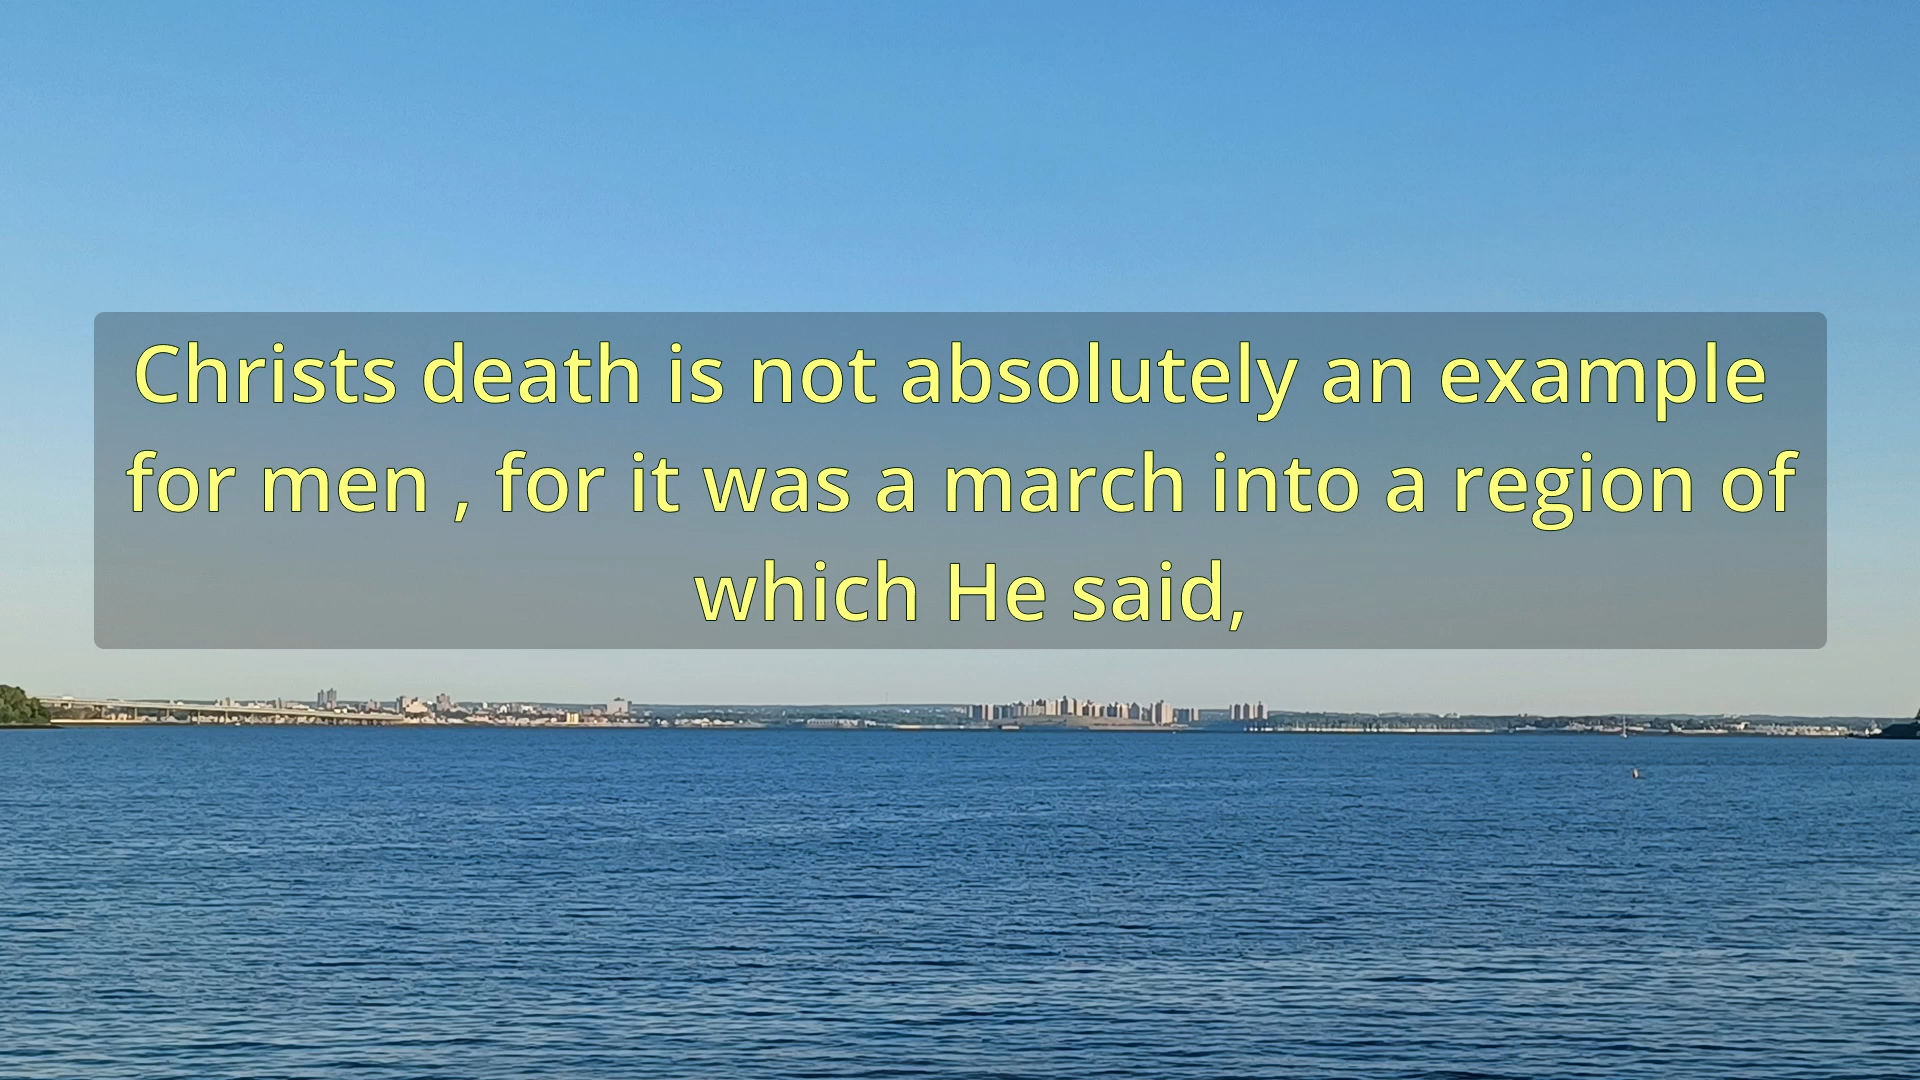 Christs death is not absolutely an example
for men , for it was a march into a region of
which He said,